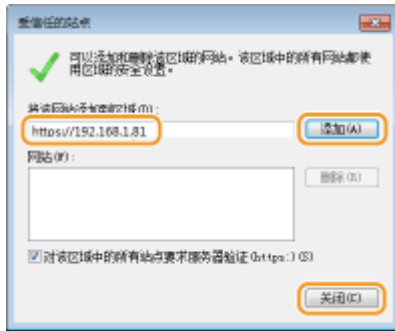 受信任的站点
可以添加和删除该区域的网站。该区域中的所有网站都使
用区域的安全设置。
将该网站添加到区域(D):
https://192.168.1.81
添加(A)
网站(W):
删除(R)
对该区域中的所有站点要求服务器验证(https:)(S)
关闭(C)